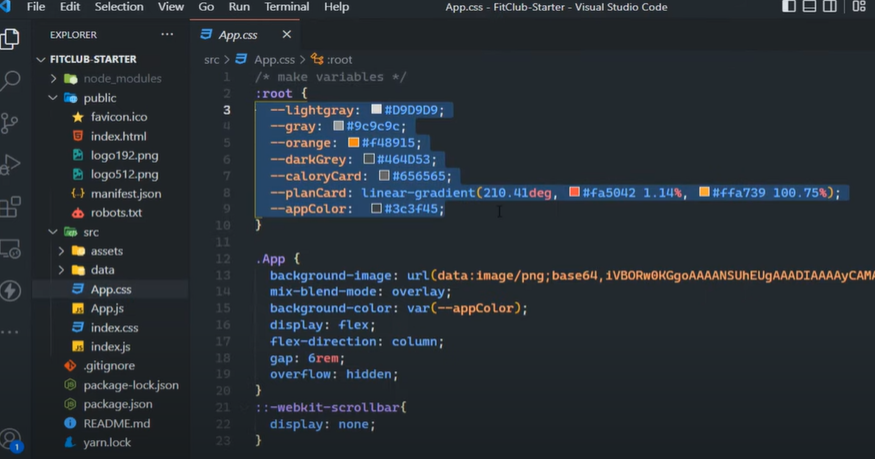 File Edit Selection View Go Run Terminal Help
App.css - FitClub-Starter - Visual Studio Code
EXPLORER
FITCLUB-STARTER
node_modules
public
favicon.ico
index.html
logo192.png
logo512.png
manifest.json
robots.txt
src
assets
data
App.css
App.js
index.css
index.js
.gitignore
package-lock.json
package.json
README.md
yarn.lock
1
App.css
src > App.css > :root
1 /* make variables */
2 :root {
3 --lightgray: #D9D9D9;
4 --gray: #9c9c9c;
5 --orange: #f48915;
6 --darkGrey: #464D53;
7 --caloryCard: #656565;
8 --planCard: linear-gradient(210.41deg, #fa5042 1.14%, #ffa739 100.75%);
9 --appColor: #3c3f45;
10 }
11
12 .App {
13 background-image: url(data:image/png;base64,iVBORw0KGgoAAAANSUhEUgAAADIAAAAyCAMA
14 mix-blend-mode: overlay;
15 background-color: var(--appColor);
16 display: flex;
17 flex-direction: column;
18 gap: 6rem;
19 overflow: hidden;
20 }
21 ::-webkit-scrollbar{
22 display: none;
23 }